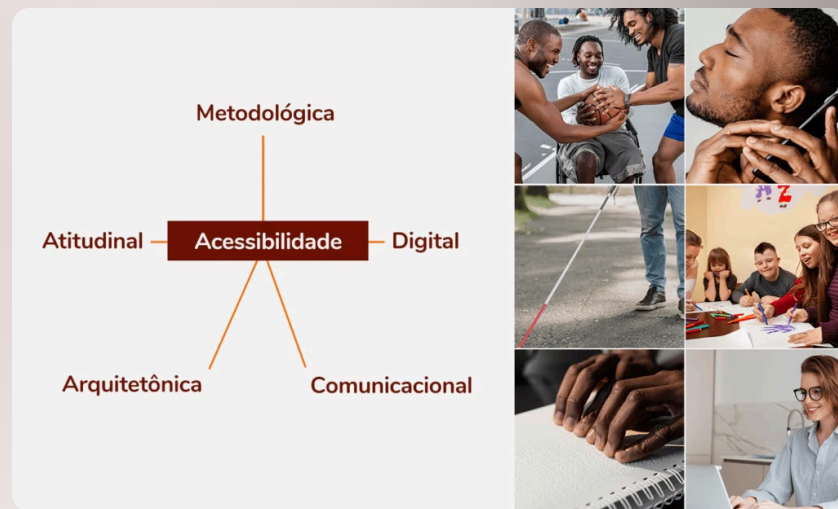 Metodológica
Atitudinal
Acessibilidade
Digital
Arquitetônica
Comunicacional